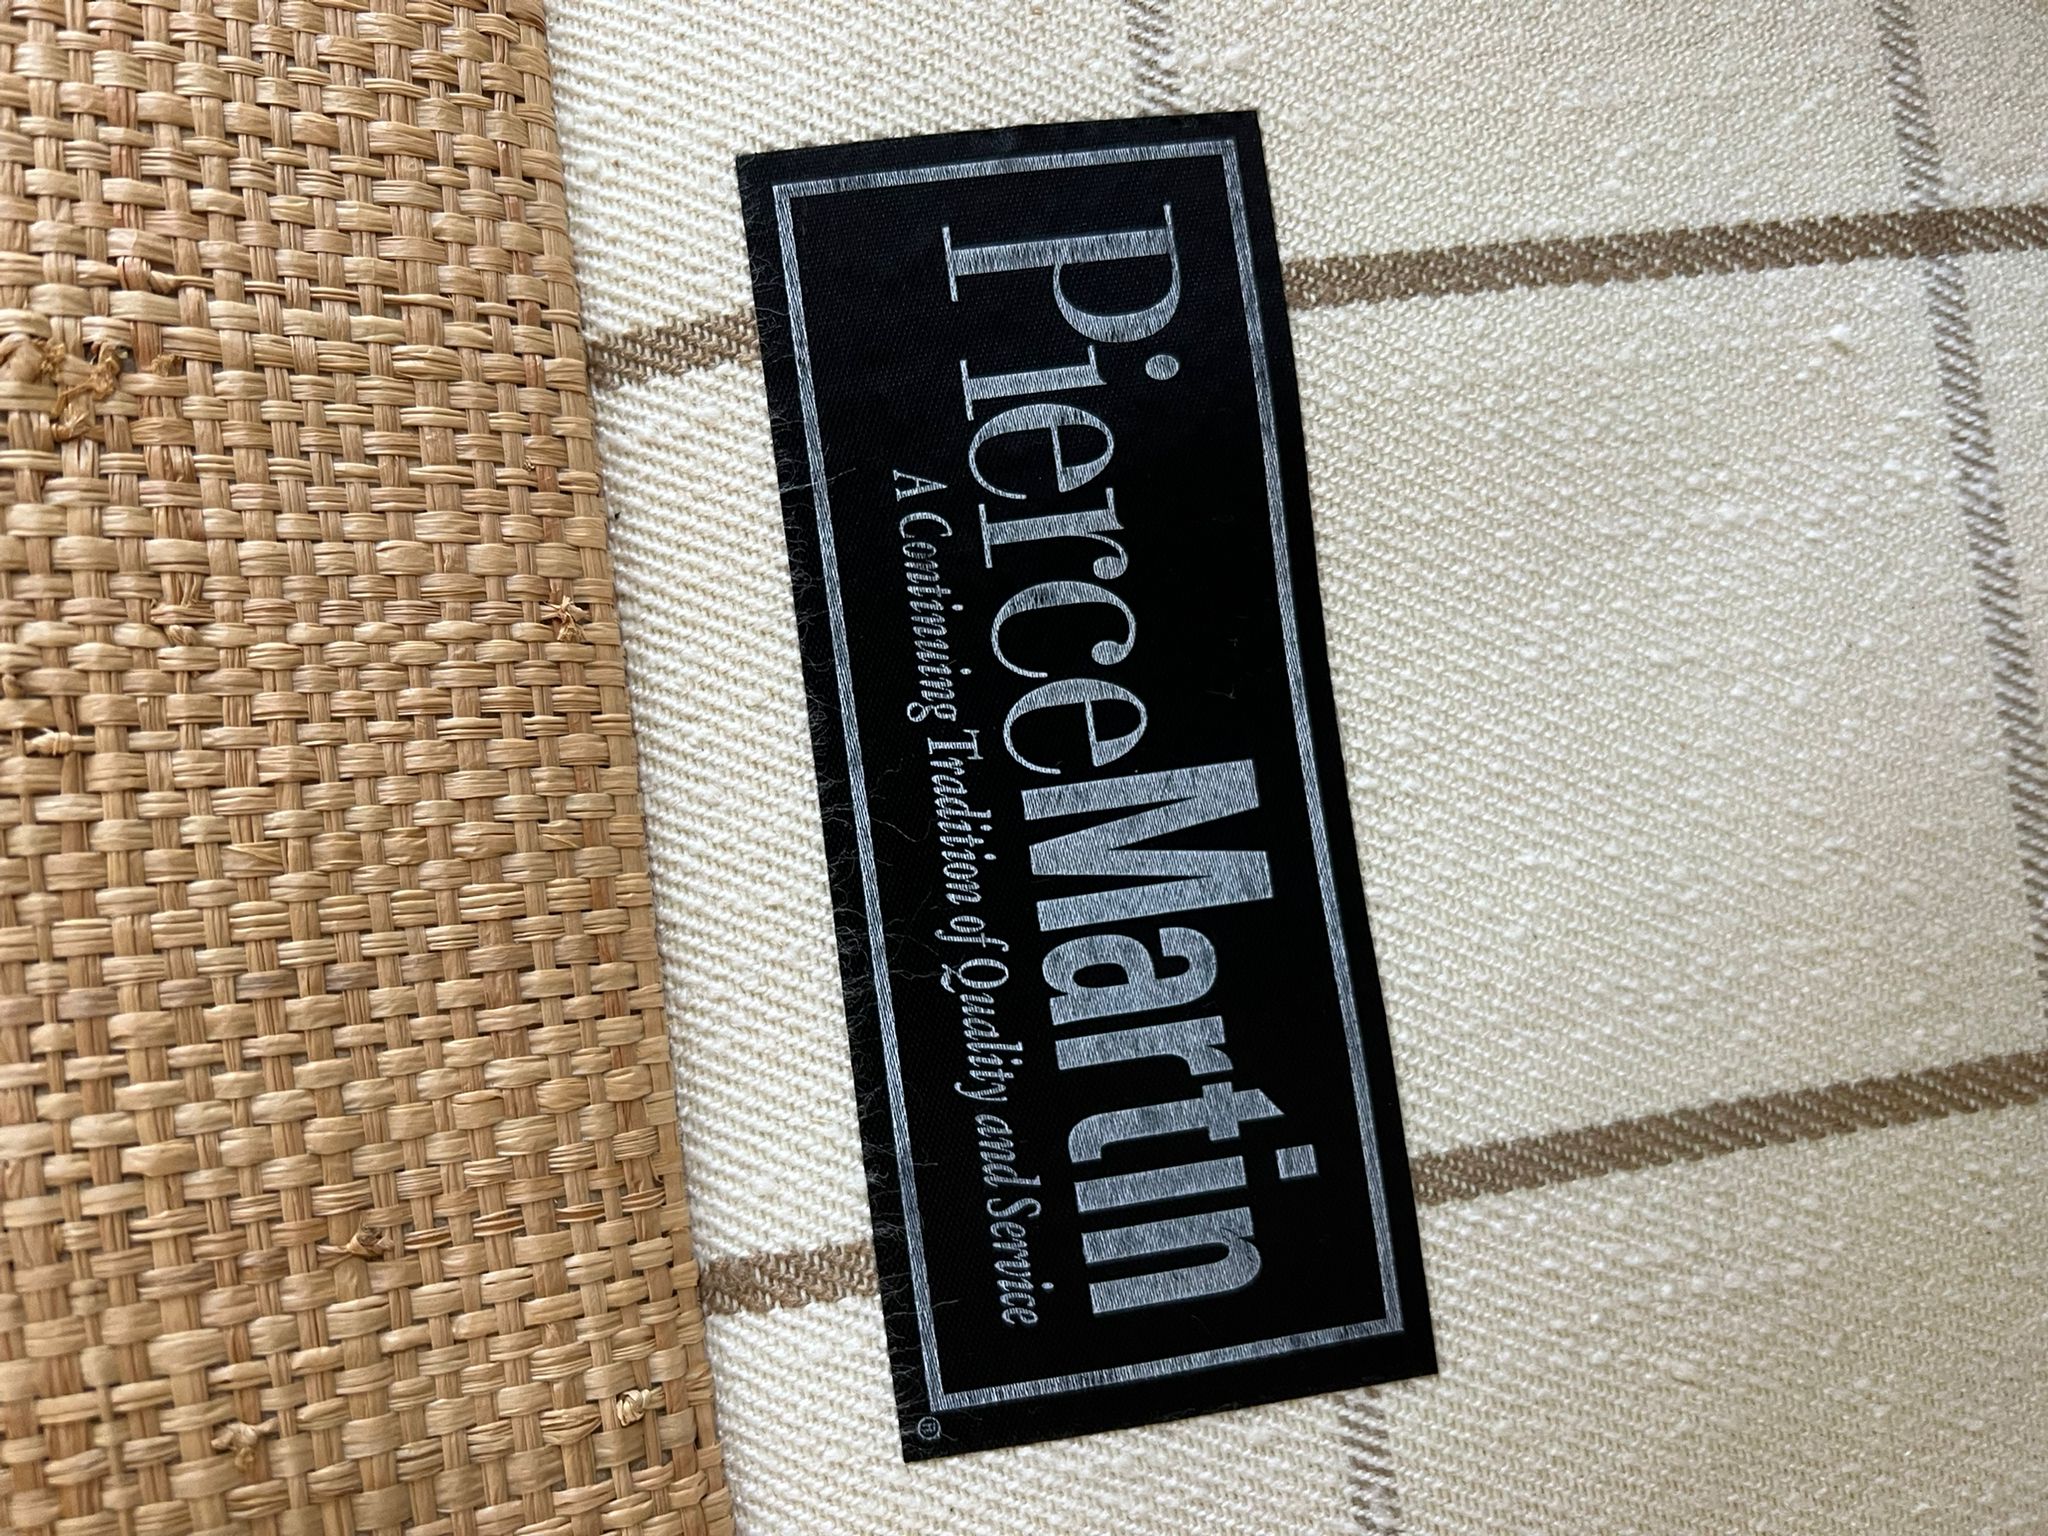 PierceMartin
A Continuing Tradition of Quality and Service
®